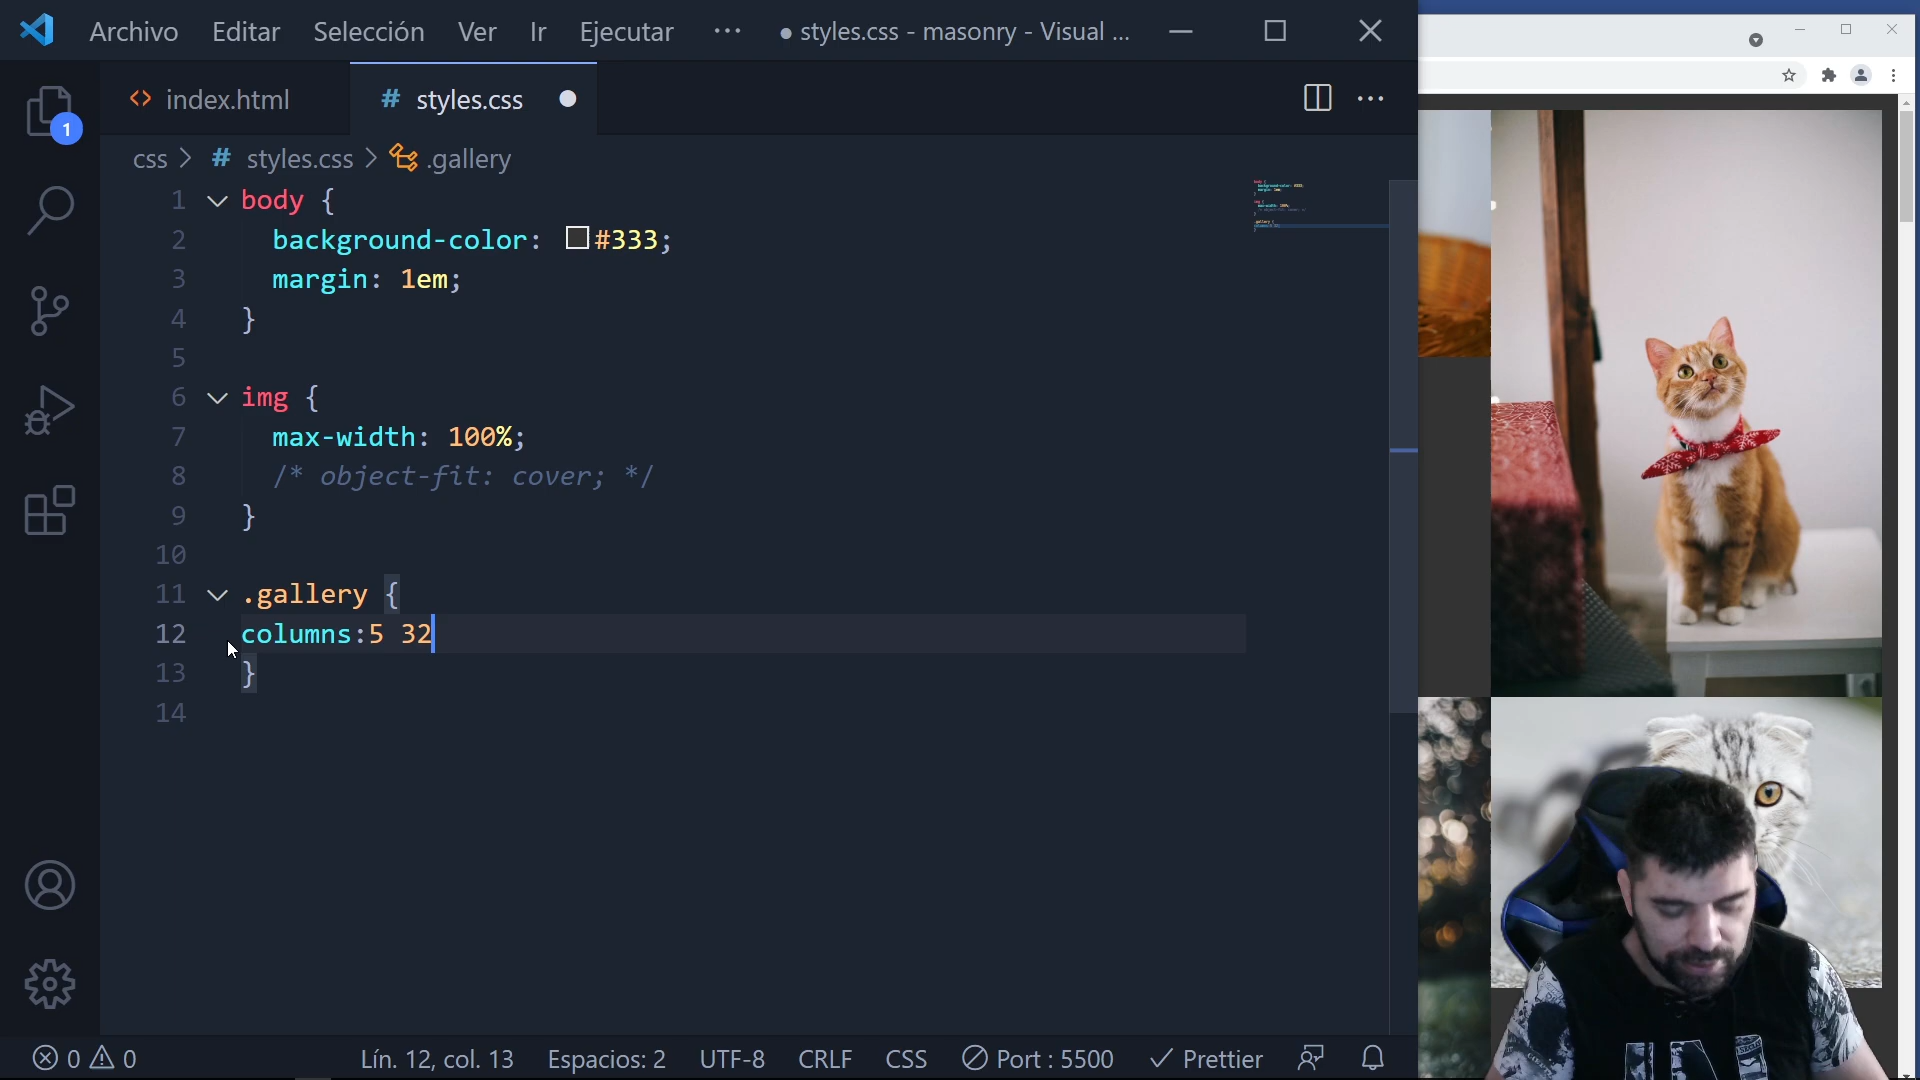 Archivo Editar Selección Ver Ir Ejecutar ··· ● styles.css - masonry - Visual ...
<> index.html # styles.css ●
css > # styles.css > .gallery
1 body {
2 background-color: #333;
3 margin: 1em;
4 }
5
6 img {
7 max-width: 100%;
8 /* object-fit: cover; */
9 }
10
11 .gallery {
12 columns:5 32
13 }
14
1
0 0 Lín. 12, col. 13 Espacios: 2 UTF-8 CRLF CSS Port : 5500 Prettier